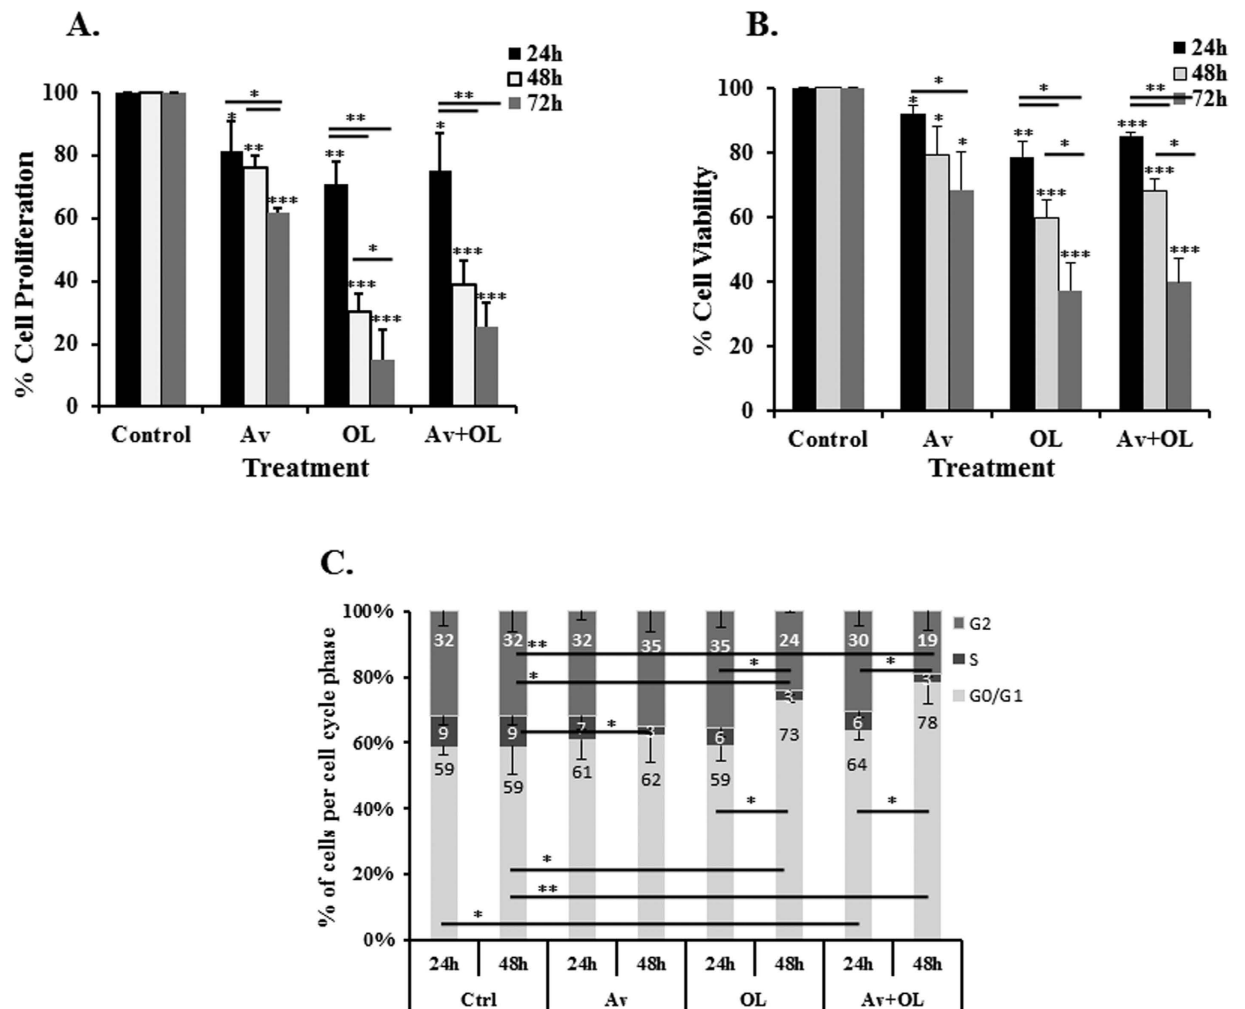 A.
24h
48h
72h
% Cell Proliferation
100
80
60
40
20
0
* ** ***
*
** *** ***
**
*
* *** ***
**
Control Av OL Av+OL
Treatment
B.
24h
48h
72h
% Cell Viability
100
80
60
40
20
0
* * *
*
** *** ***
*
*
*** *** ***
**
*
Control Av OL Av+OL
Treatment
C.
% of cells per cell cycle phase
100%
80%
60%
40%
20%
0%
G2
S
G0/G1
32 32 32 35 35 24 30 19
**
* * *
9 9 7 3 6 3 6 3
*
59 59 61 62 59 73 64 78
* *
*
**
*
24h 48h 24h 48h 24h 48h 24h 48h
Ctrl Av OL Av+OL